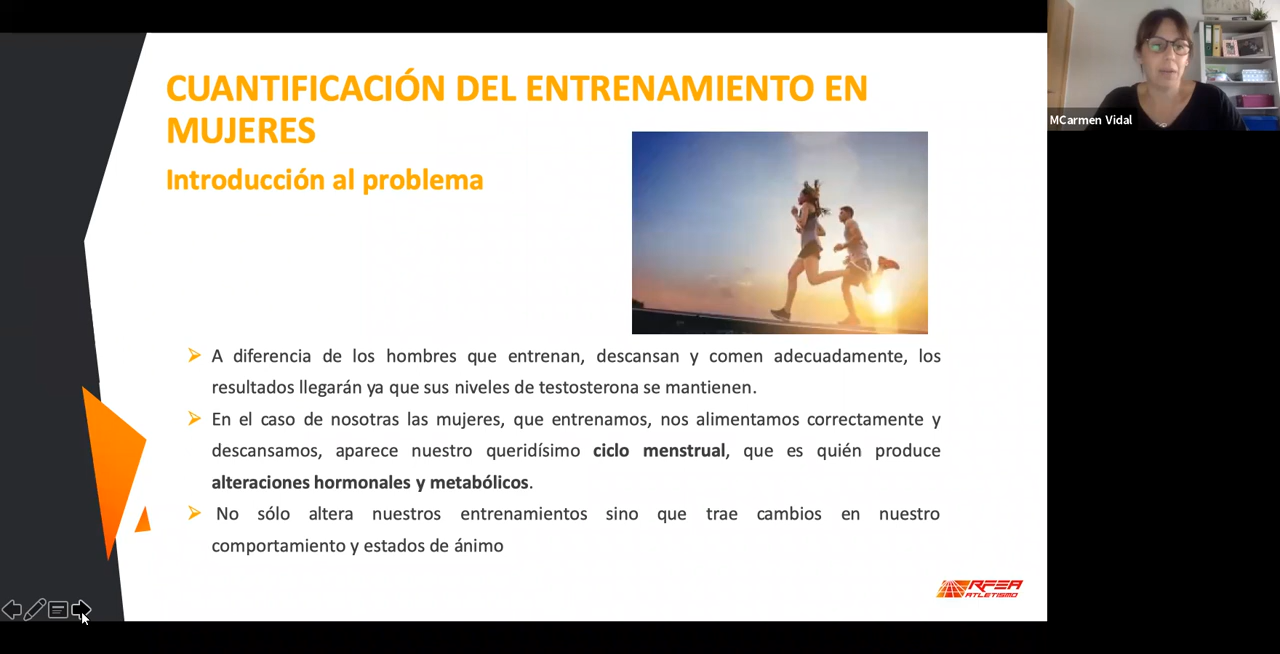 CUANTIFICACIÓN DEL ENTRENAMIENTO EN
MUJERES
Introducción al problema
A diferencia de los hombres que entrenan, descansan y comen adecuadamente, los
resultados llegarán ya que sus niveles de testosterona se mantienen.
En el caso de nosotras las mujeres, que entrenamos, nos alimentamos correctamente y
descansamos, aparece nuestro queridísimo ciclo menstrual, que es quién produce
alteraciones hormonales y metabólicos.
No sólo altera nuestros entrenamientos sino que trae cambios en nuestro
comportamiento y estados de ánimo
RFEA
ATLETISMO
MCarmen Vidal